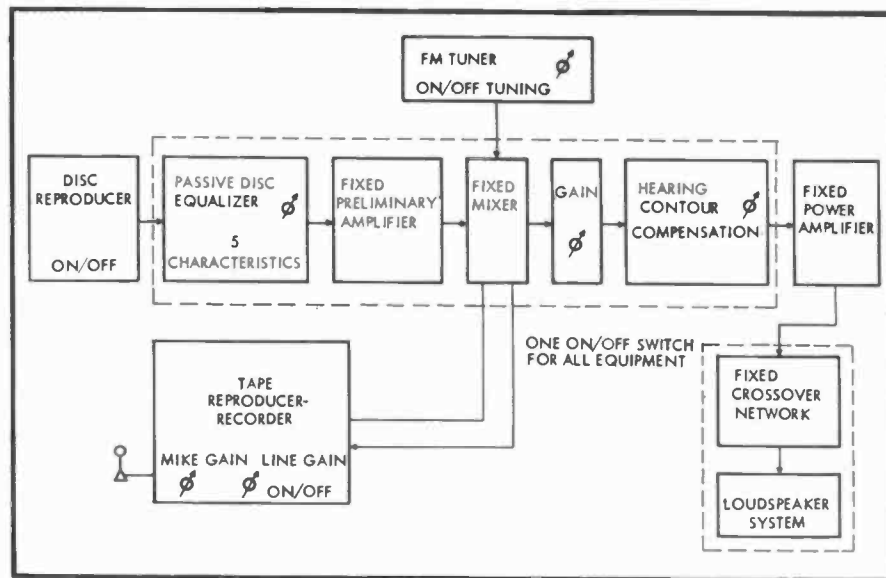 FM TUNER
ON/OFF TUNING
DISC
REPRODUCER
ON/OFF
PASSIVE DISC
EQUALIZER
5
CHARACTERISTICS
FIXED
PRELIMINARY
AMPLIFIER
FIXED
MIXER
GAIN
HEARING
CONTOUR
COMPENSATION
FIXED
POWER
AMPLIFIER
TAPE
REPRODUCER-
RECORDER
MIKE GAIN LINE GAIN
ON/OFF
ONE ON/OFF SWITCH
FOR ALL EQUIPMENT
FIXED
CROSSOVER
NETWORK
LOUDSPEAKER
SYSTEM